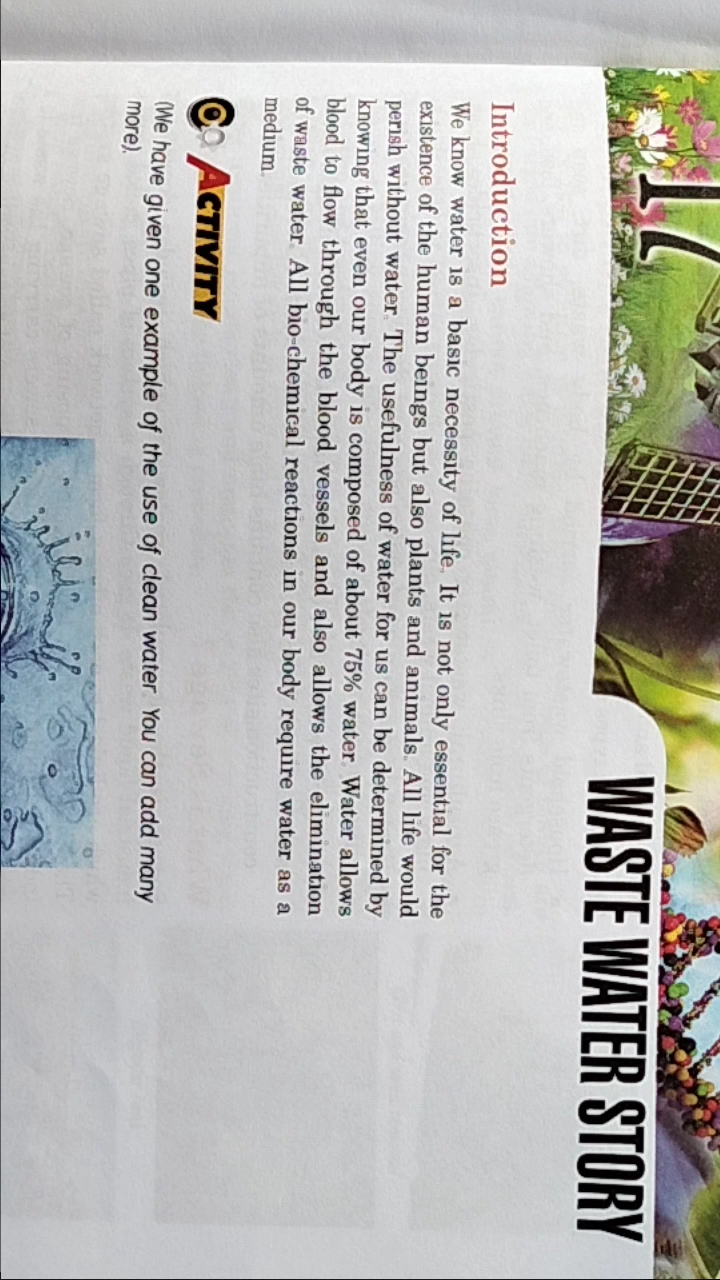 17
WASTE WATER STORY
Introduction
We know water is a basic necessity of life. It is not only essential for the
existence of the human beings but also plants and animals. All life would
perish without water. The usefulness of water for us can be determined by
knowing that even our body is composed of about 75% water. Water allows
blood to flow through the blood vessels and also allows the elimination
of waste water. All bio-chemical reactions in our body require water as a
medium.
ACTIVITY
(We have given one example of the use of clean water. You can add many
more).